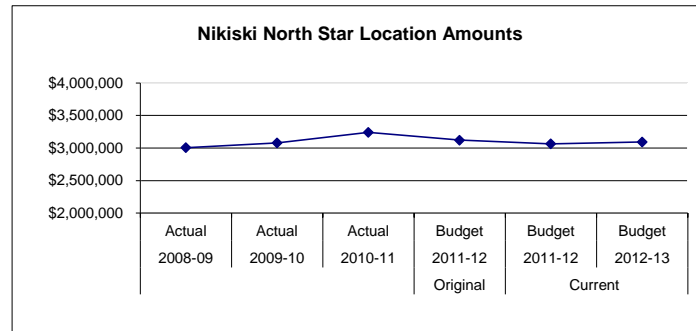 Nikiski North Star Location Amounts
$4,000,000
$3,500,000
$3,000,000
$2,500,000
$2,000,000
Actual Actual Actual Budget Budget Budget
2008-09 2009-10 2010-11 2011-12 2011-12 2012-13
Original Current